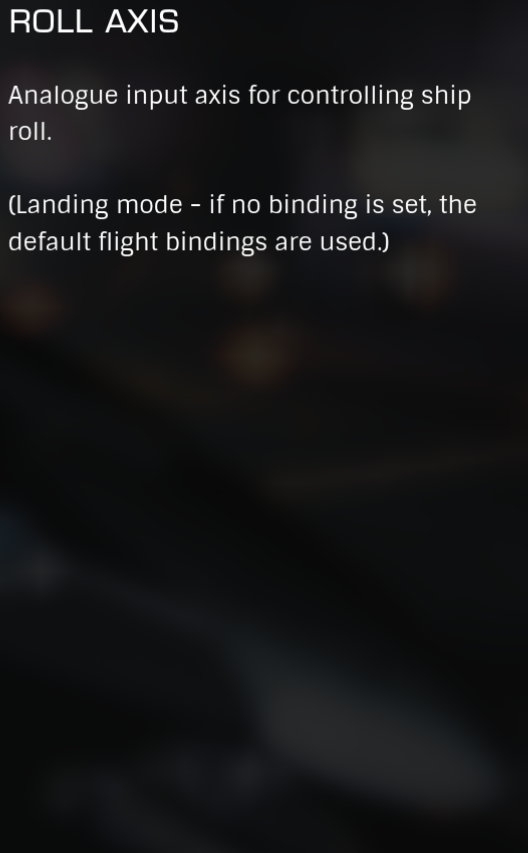 ROLL AXIS
Analogue input axis for controlling ship
roll.
(Landing mode - if no binding is set, the
default flight bindings are used.)